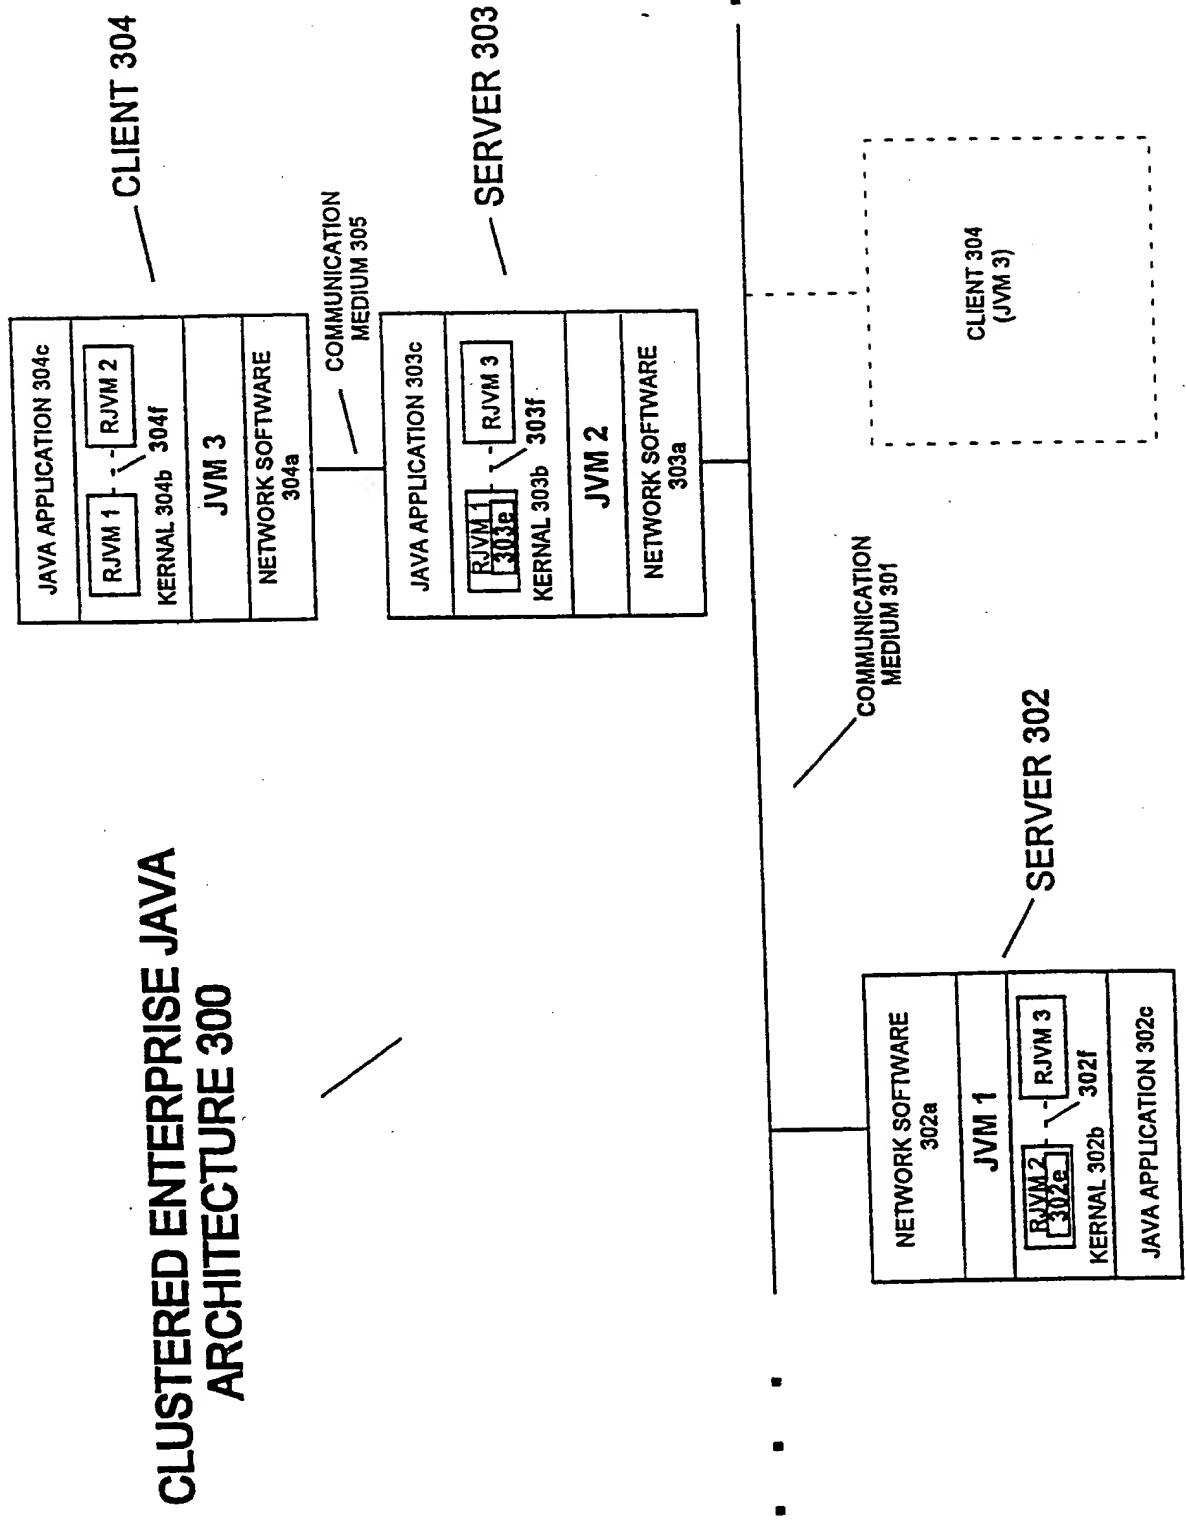 CLUSTERED ENTERPRISE JAVA
ARCHITECTURE 300
CLIENT 304
JAVA APPLICATION 304c
RJVM 1
RJVM 2
304f
KERNAL 304b
JVM 3
NETWORK SOFTWARE
304a
COMMUNICATION
MEDIUM 305
SERVER 303
JAVA APPLICATION 303c
RJVM 1
303e
RJVM 3
303f
KERNAL 303b
JVM 2
NETWORK SOFTWARE
303a
COMMUNICATION
MEDIUM 301
SERVER 302
NETWORK SOFTWARE
302a
JVM 1
RJVM 2
302e
RJVM 3
302f
KERNAL 302b
JAVA APPLICATION 302c
CLIENT 304
(JVM 3)